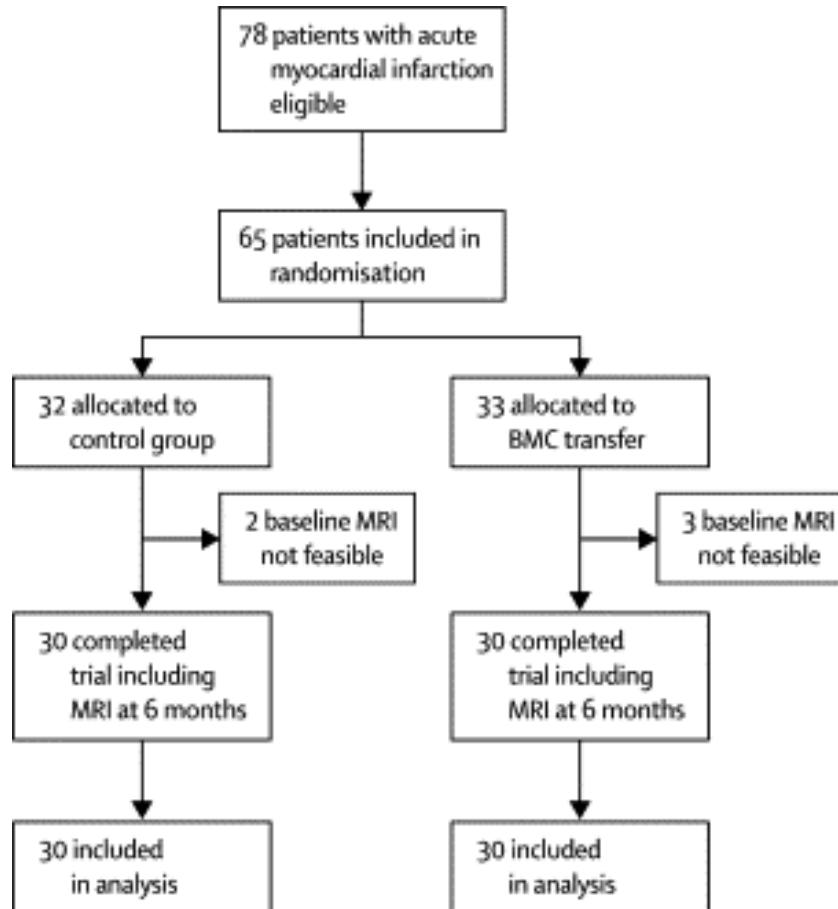 78 patients with acute
myocardial infarction
eligible
65 patients included in
randomisation
32 allocated to
control group
33 allocated to
BMC transfer
2 baseline MRI
not feasible
3 baseline MRI
not feasible
30 completed
trial including
MRI at 6 months
30 completed
trial including
MRI at 6 months
30 included
in analysis
30 included
in analysis